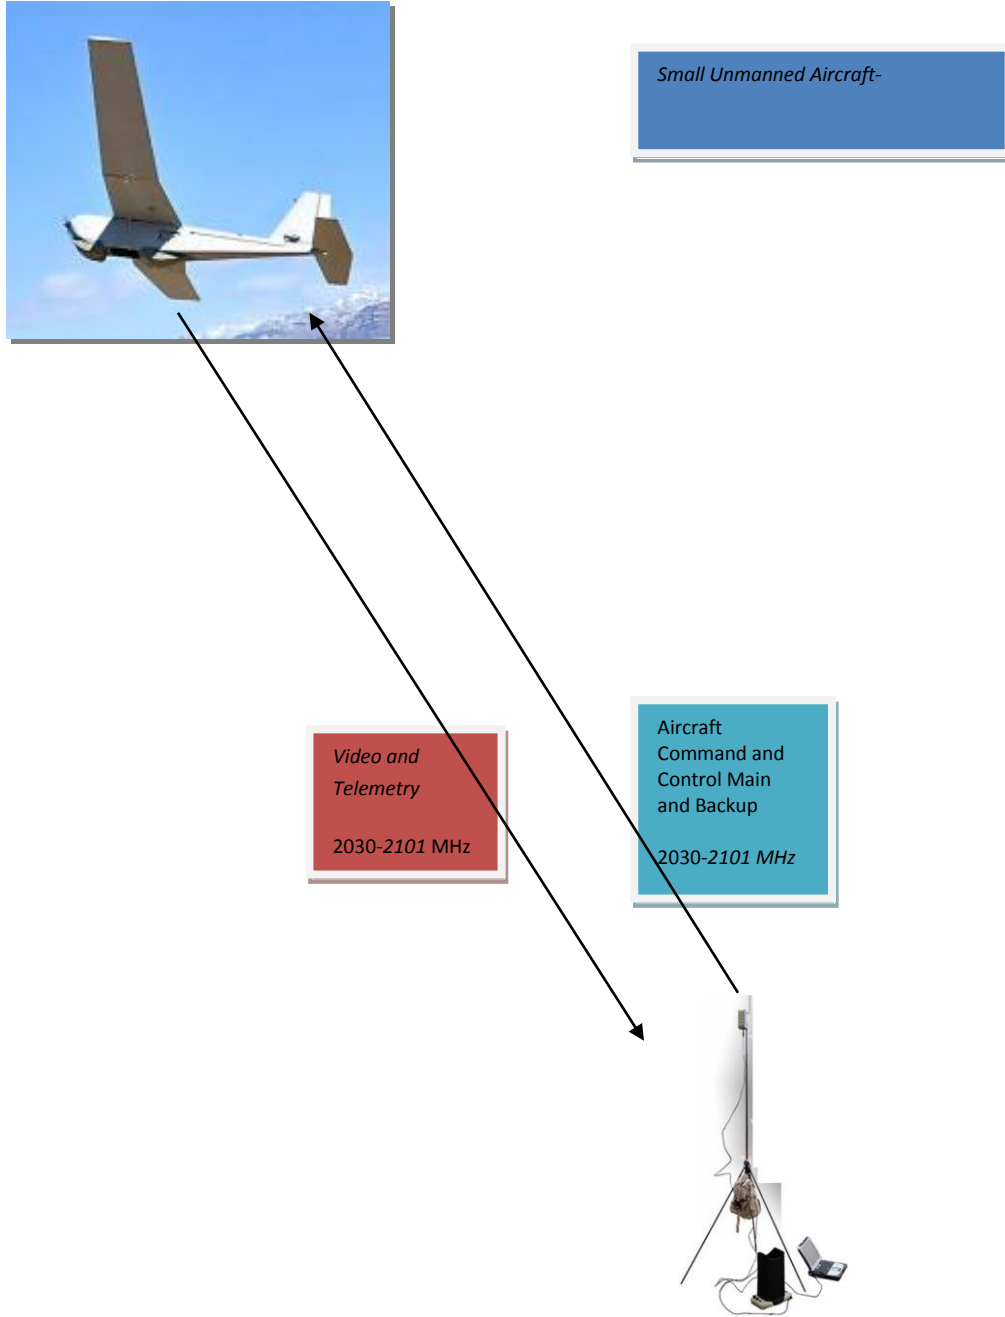 Small Unmanned Aircraft-
Video and
Telemetry
2030-2101 MHz
Aircraft
Command and
Control Main
and Backup
2030-2101 MHz